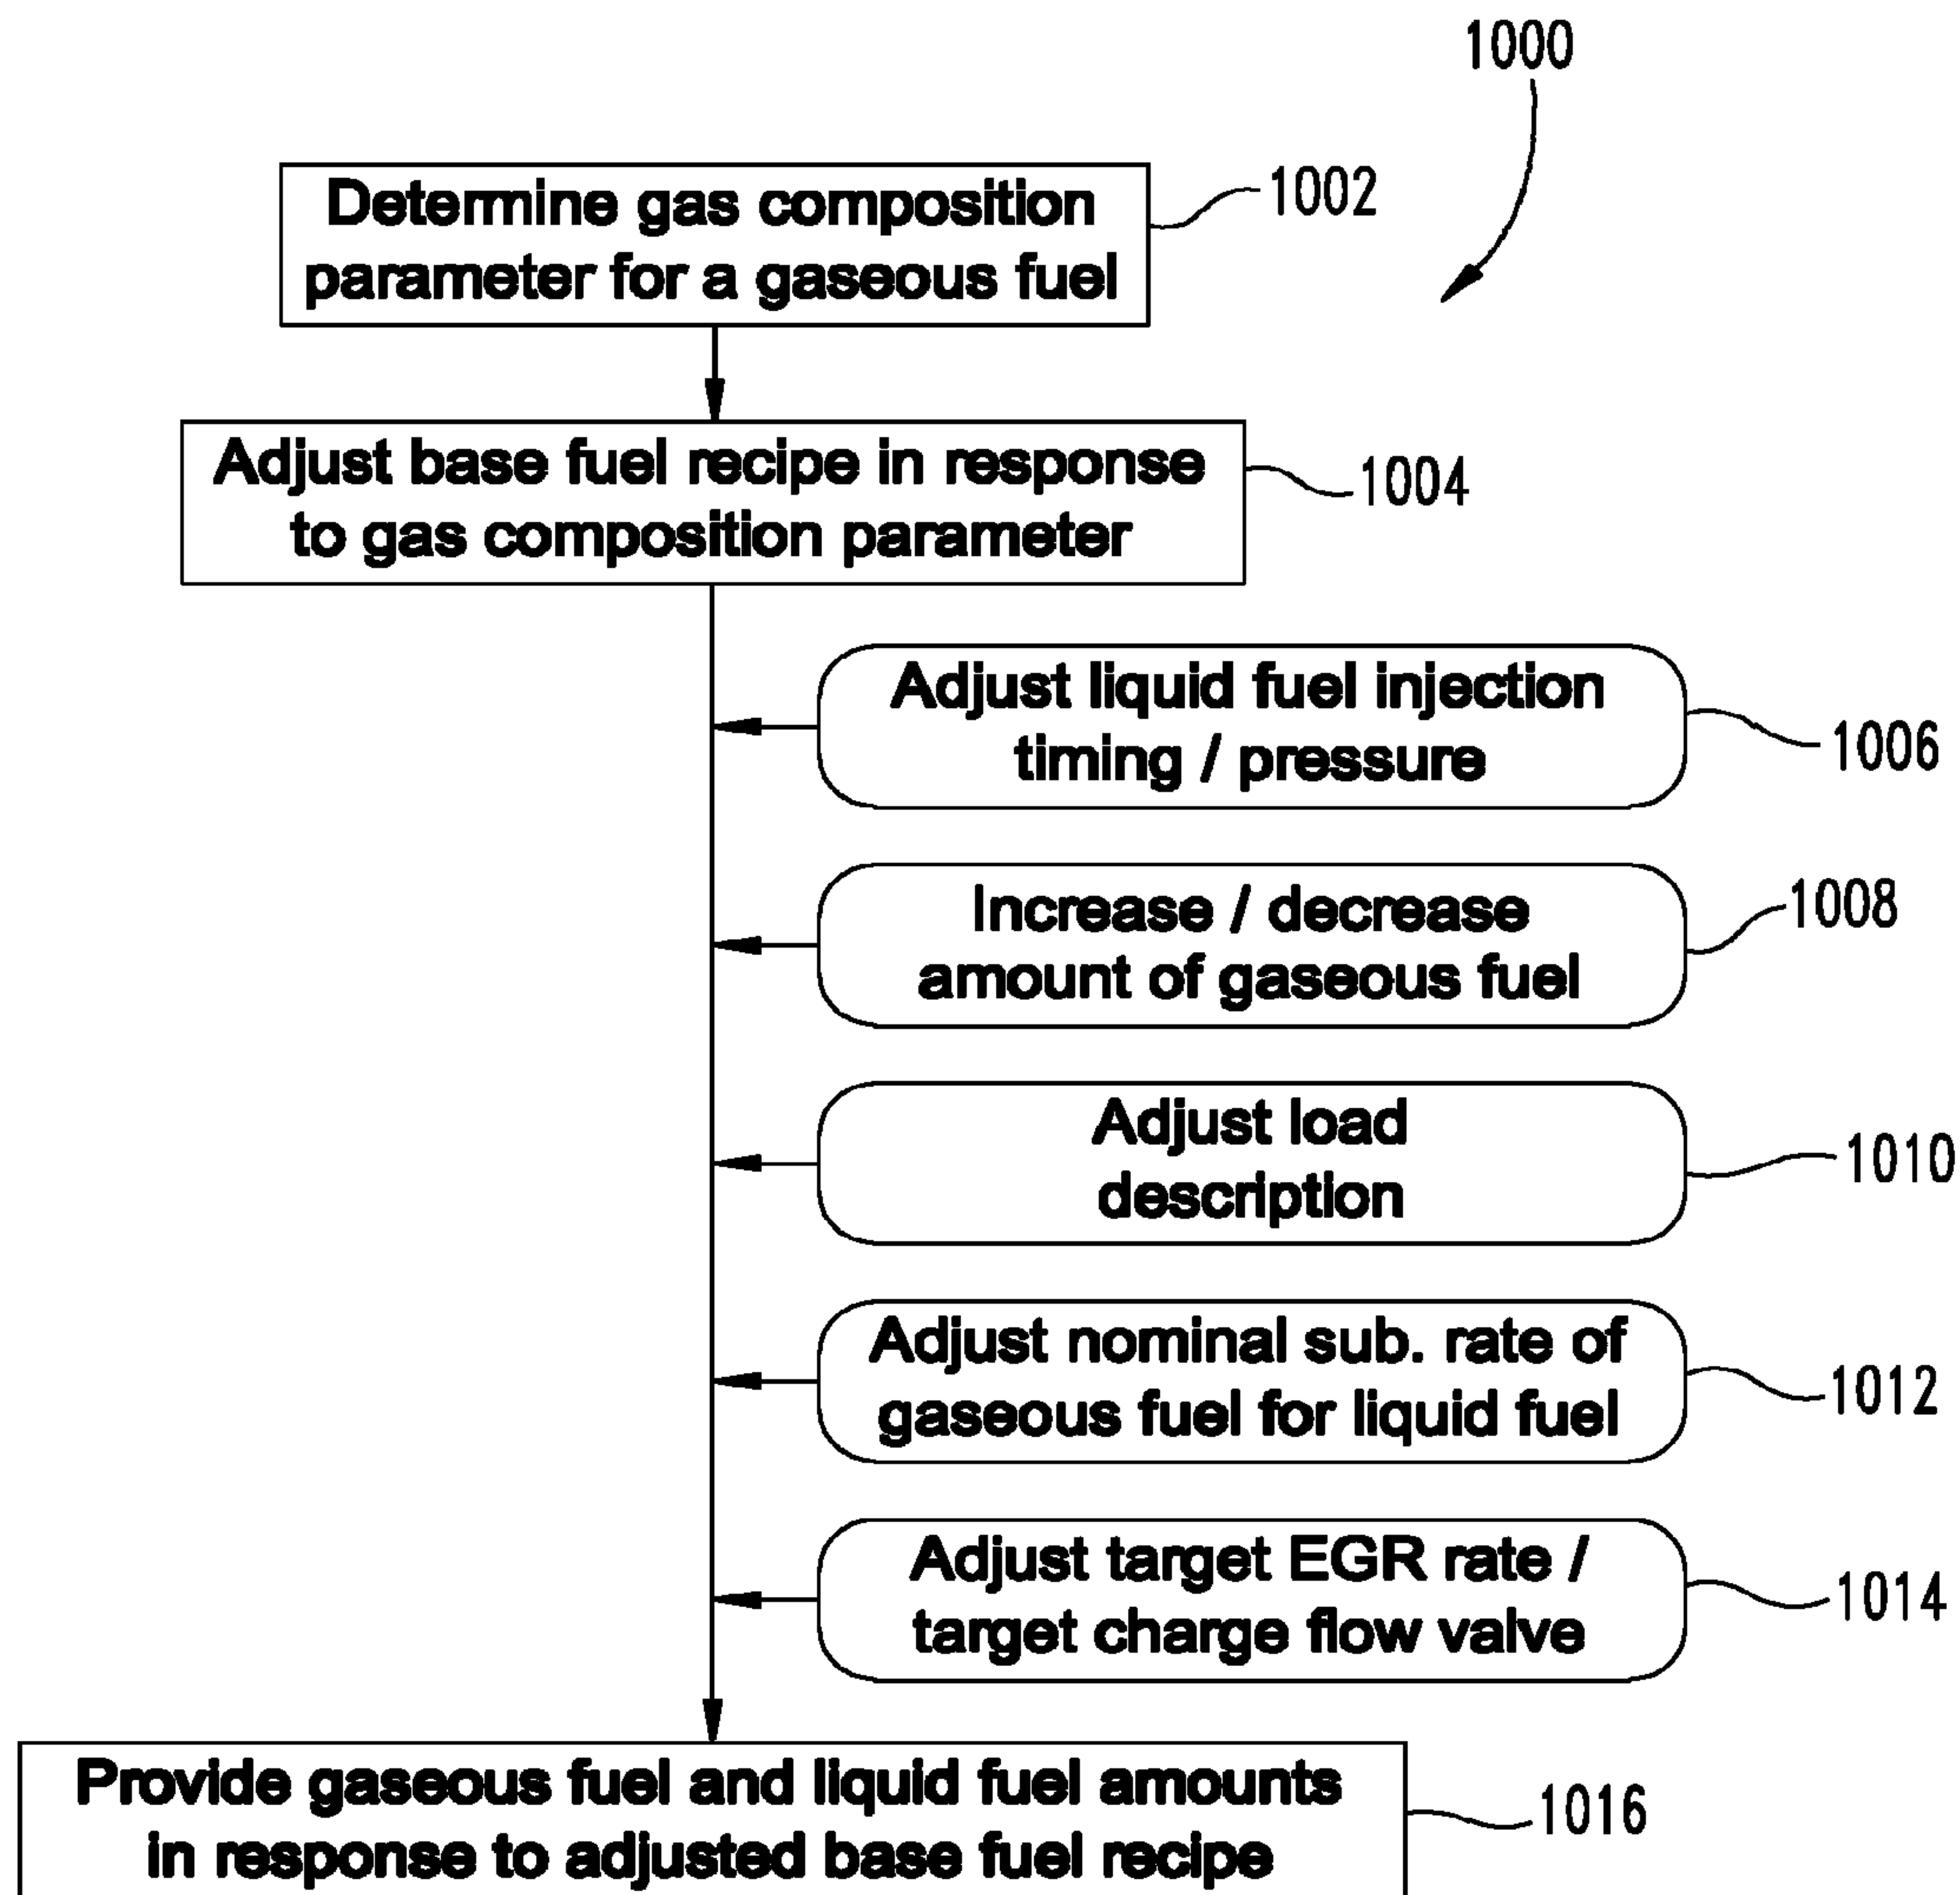 1000
Determine gas composition
parameter for a gaseous fuel
1002
Adjust base fuel recipe in response
to gas composition parameter
1004
Adjust liquid fuel injection
timing / pressure
1006
Increase / decrease
amount of gaseous fuel
1008
Adjust load
description
1010
Adjust nominal sub. rate of
gaseous fuel for liquid fuel
1012
Adjust target EGR rate /
target charge flow valve
1014
Provide gaseous fuel and liquid fuel amounts
in response to adjusted base fuel recipe
1016